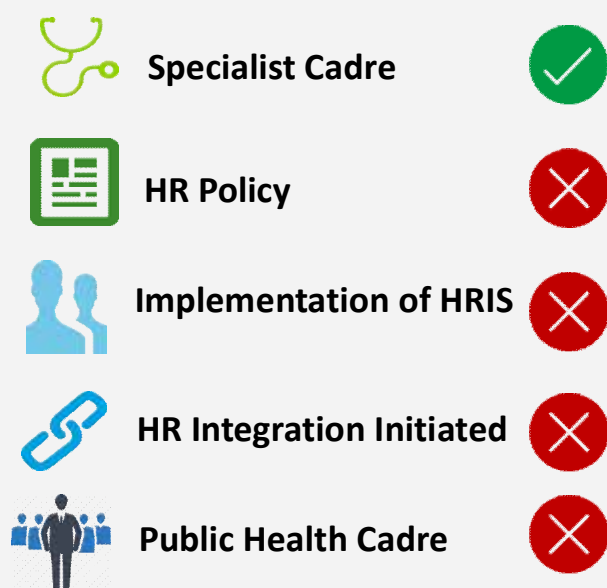 Specialist Cadre
HR Policy
Implementation of HRIS
HR Integration Initiated
Public Health Cadre